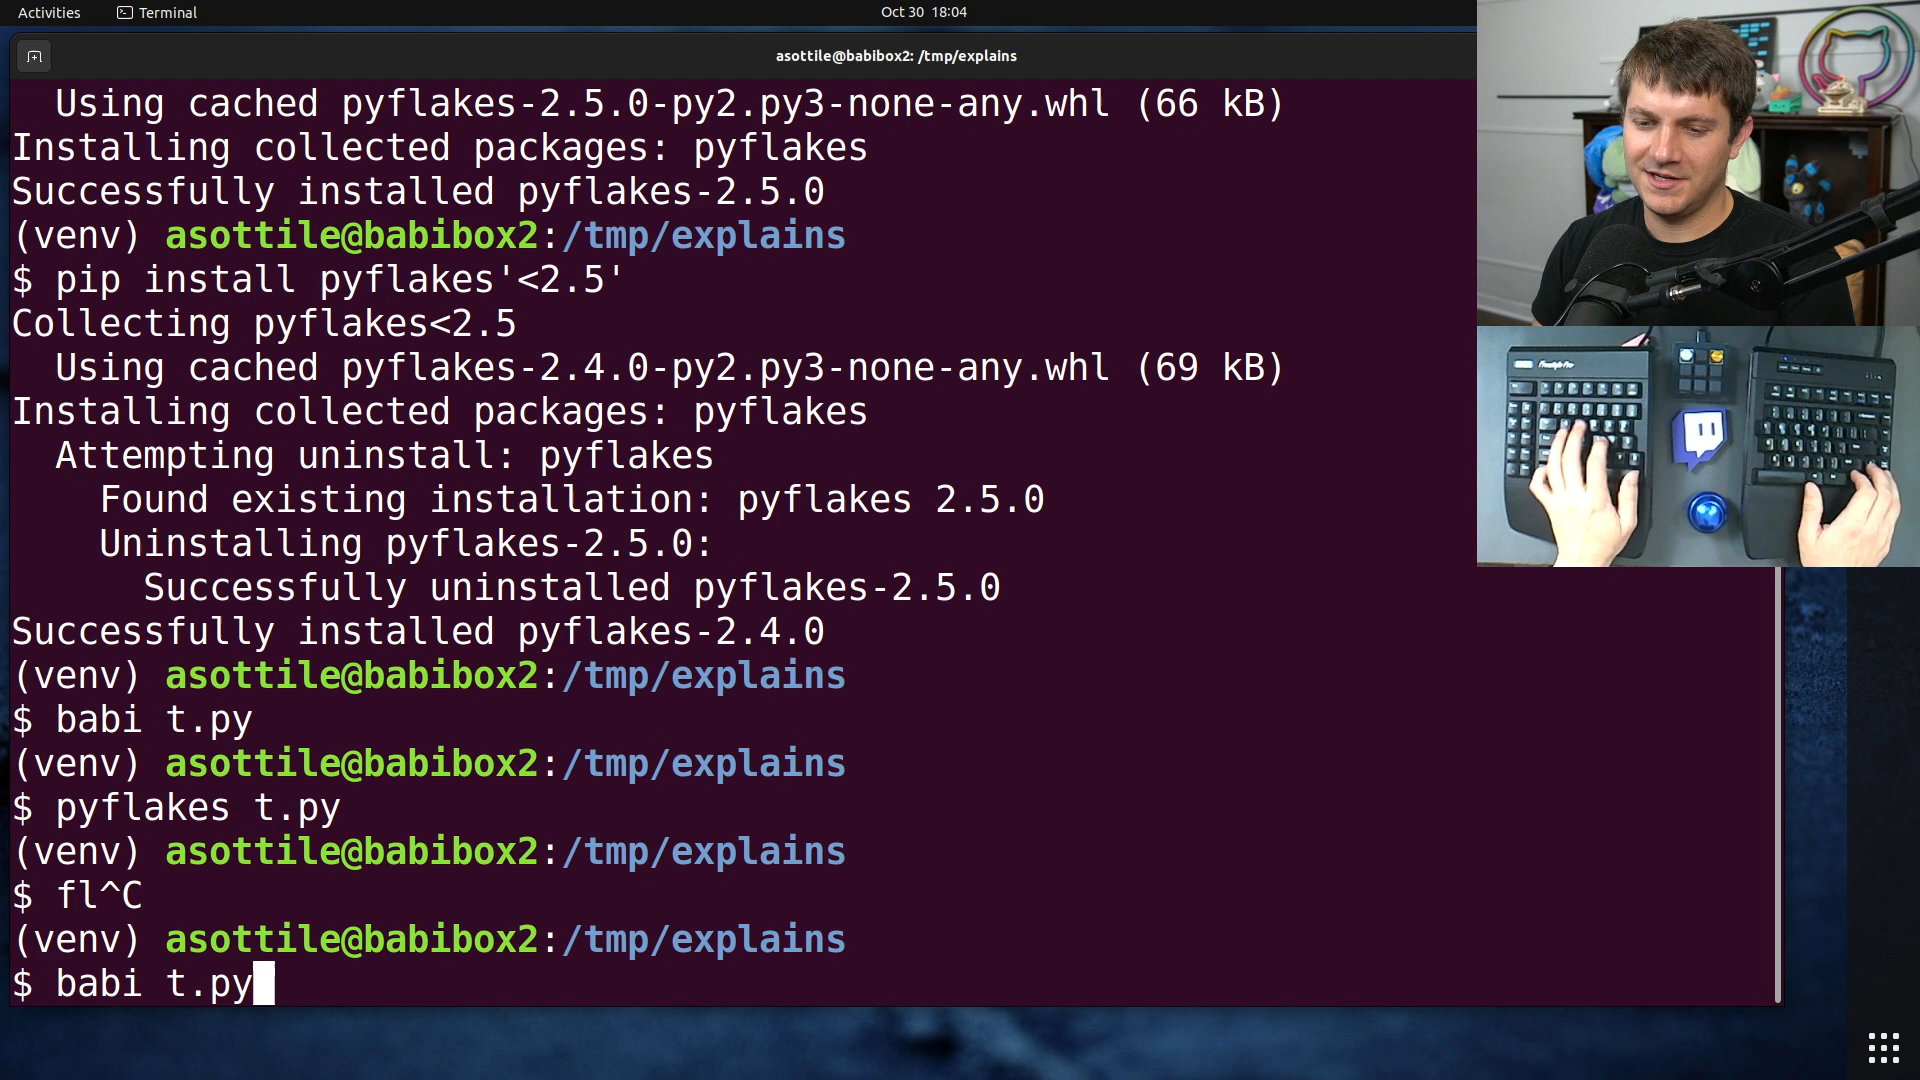 Activities
Terminal
Oct 30 18:04
asottile@babibox2: /tmp/explains
Using cached pyflakes-2.5.0-py2.py3-none-any.whl (66 kB)
Installing collected packages: pyflakes
Successfully installed pyflakes-2.5.0
(venv) asottile@babibox2:/tmp/explains
$ pip install pyflakes'<2.5'
Collecting pyflakes<2.5
Using cached pyflakes-2.4.0-py2.py3-none-any.whl (69 kB)
Installing collected packages: pyflakes
Attempting uninstall: pyflakes
Found existing installation: pyflakes 2.5.0
Uninstalling pyflakes-2.5.0:
Successfully uninstalled pyflakes-2.5.0
Successfully installed pyflakes-2.4.0
(venv) asottile@babibox2:/tmp/explains
$ babi t.py
(venv) asottile@babibox2:/tmp/explains
$ pyflakes t.py
(venv) asottile@babibox2:/tmp/explains
$ fl^C
(venv) asottile@babibox2:/tmp/explains
$ babi t.py